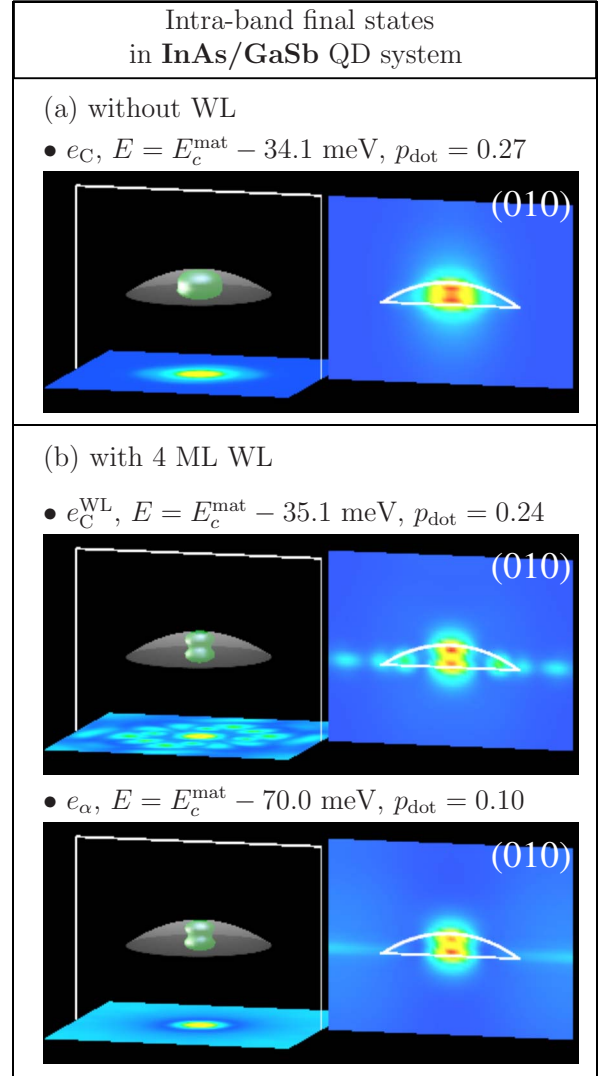 Intra-band final states
in InAs/GaSb QD system
(a) without WL
• e_C, E = E_c^mat − 34.1 meV, p_dot = 0.27
(010)
(b) with 4 ML WL
• e_C^WL, E = E_c^mat − 35.1 meV, p_dot = 0.24
(010)
• e_α, E = E_c^mat − 70.0 meV, p_dot = 0.10
(010)